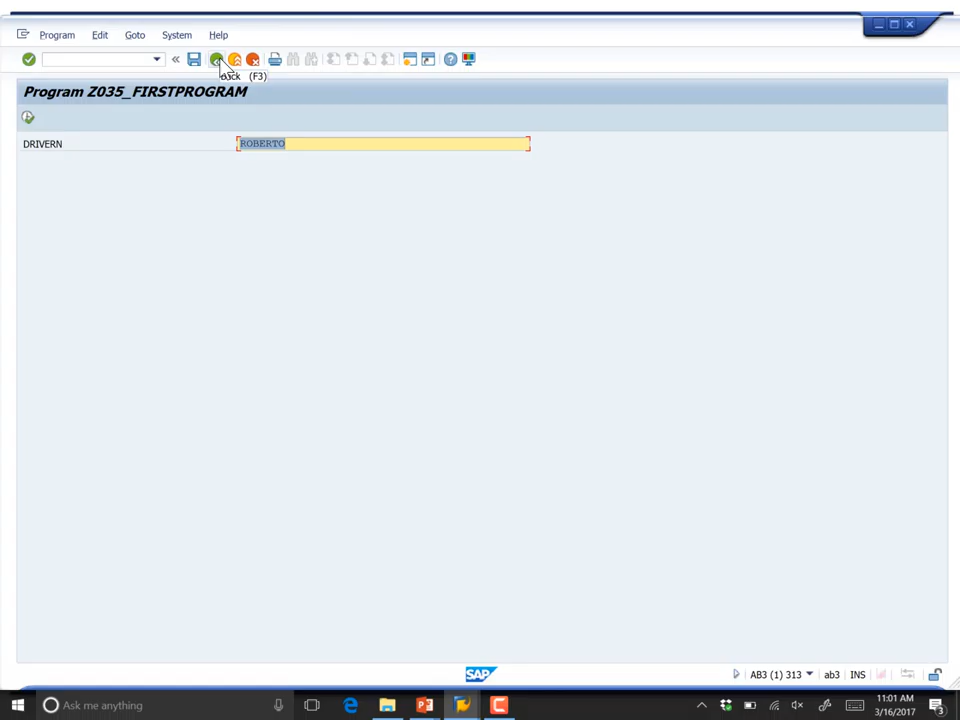 Program Edit Goto System Help
Back (F3)
Program Z035_FIRSTPROGRAM
DRIVERN ROBERTO
SAP
AB3 (1) 313 ab3 INS
Ask me anything
11:01 AM
3/16/2017
3